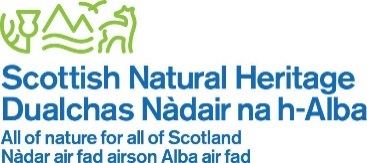 Scottish Natural Heritage
Dualchas Nàdair na h-Alba
All of nature for all of Scotland
Nàdar air fad airson Alba air fad